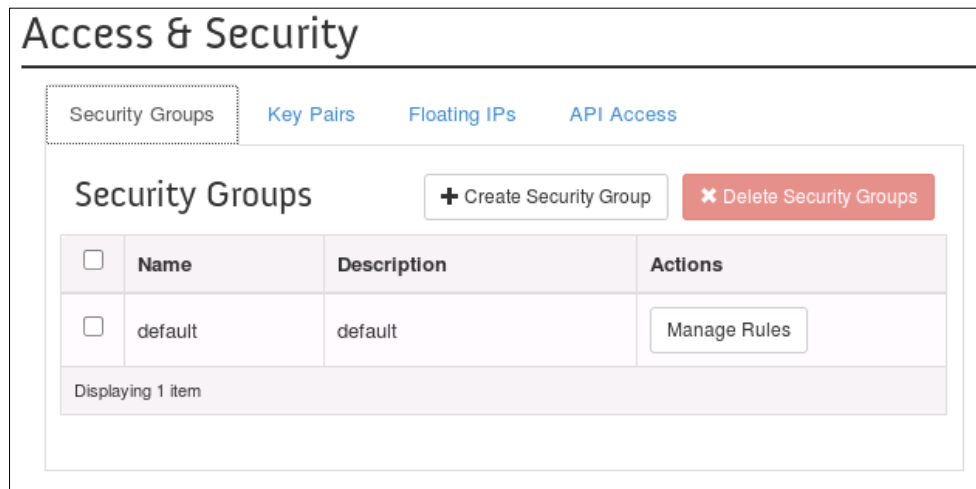 Access & Security
Security Groups Key Pairs Floating IPs API Access
Security Groups + Create Security Group × Delete Security Groups
Name Description Actions
default default Manage Rules
Displaying 1 item